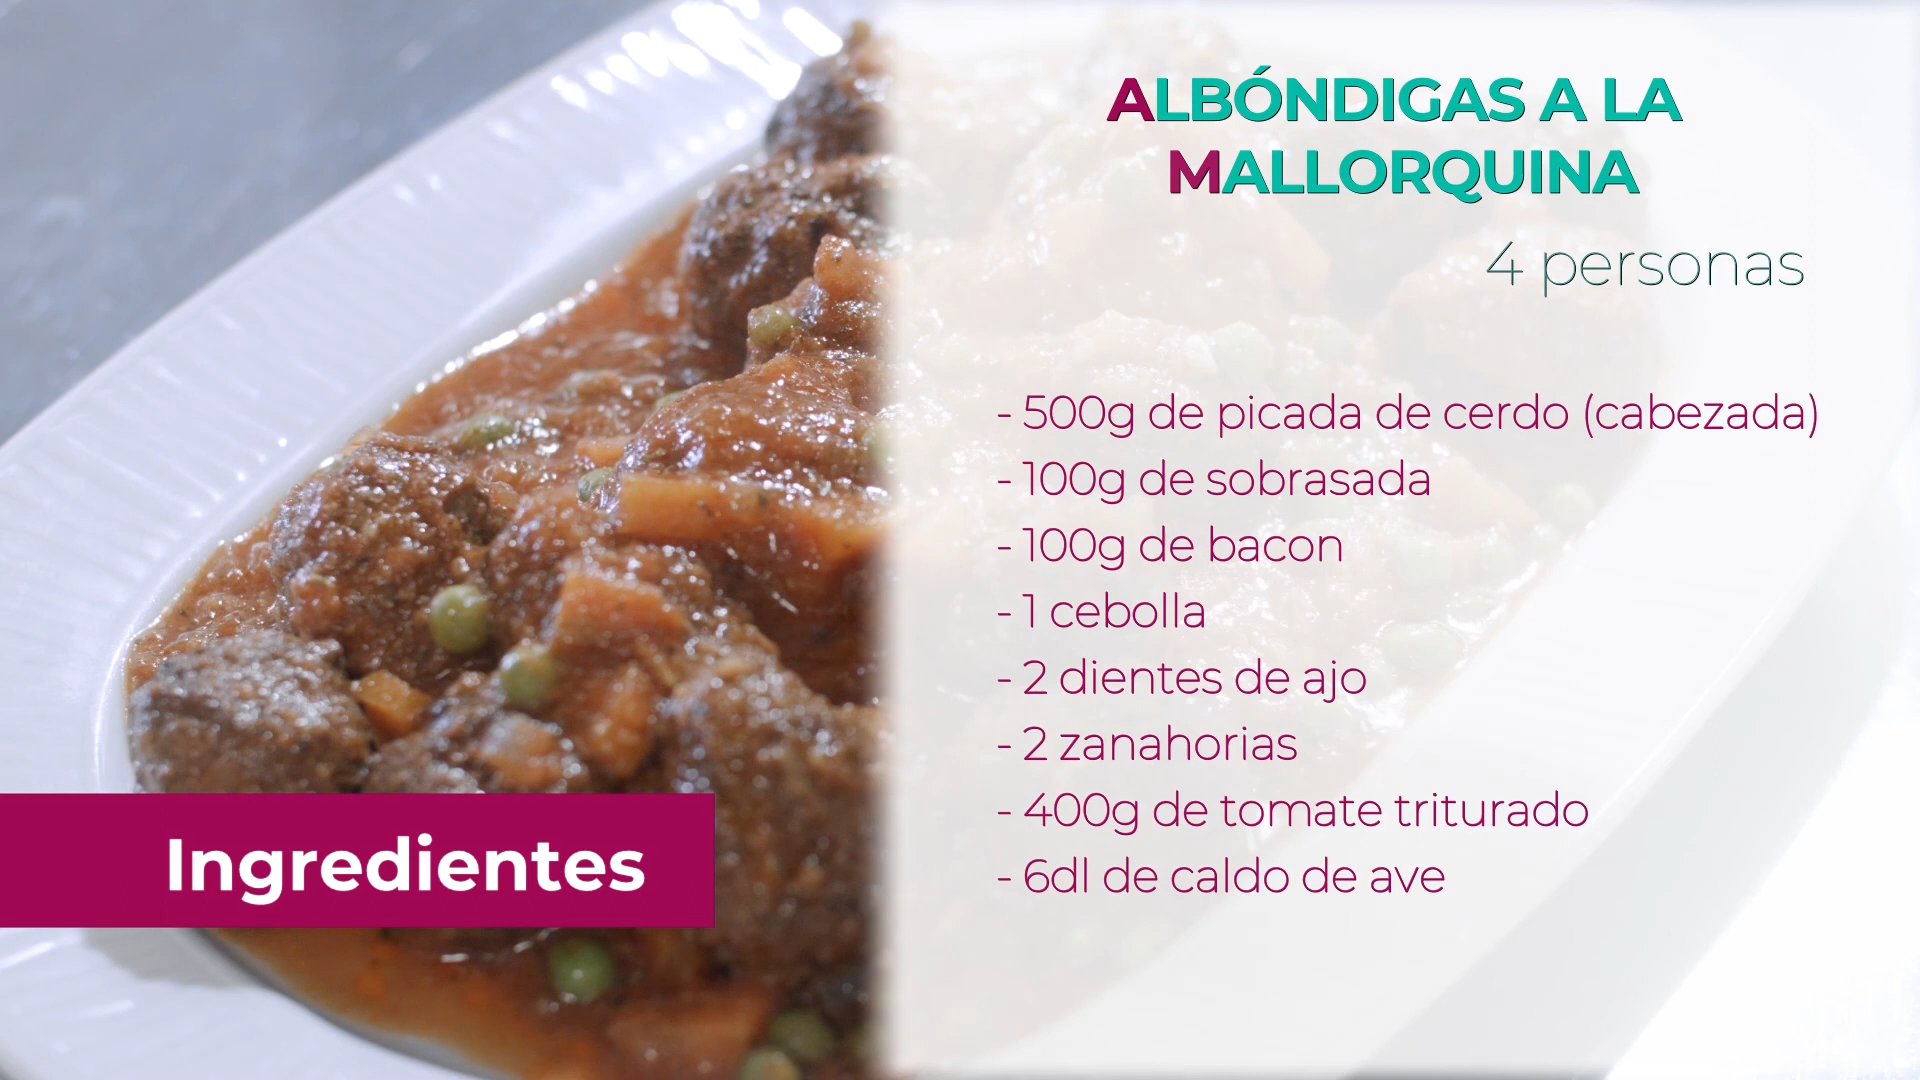 ALBÓNDIGAS A LA
MALLORQUINA
4 personas
- 500g de picada de cerdo (cabezada)
- 100g de sobrasada
- 100g de bacon
- 1 cebolla
- 2 dientes de ajo
- 2 zanahorias
- 400g de tomate triturado
- 6dl de caldo de ave
Ingredientes